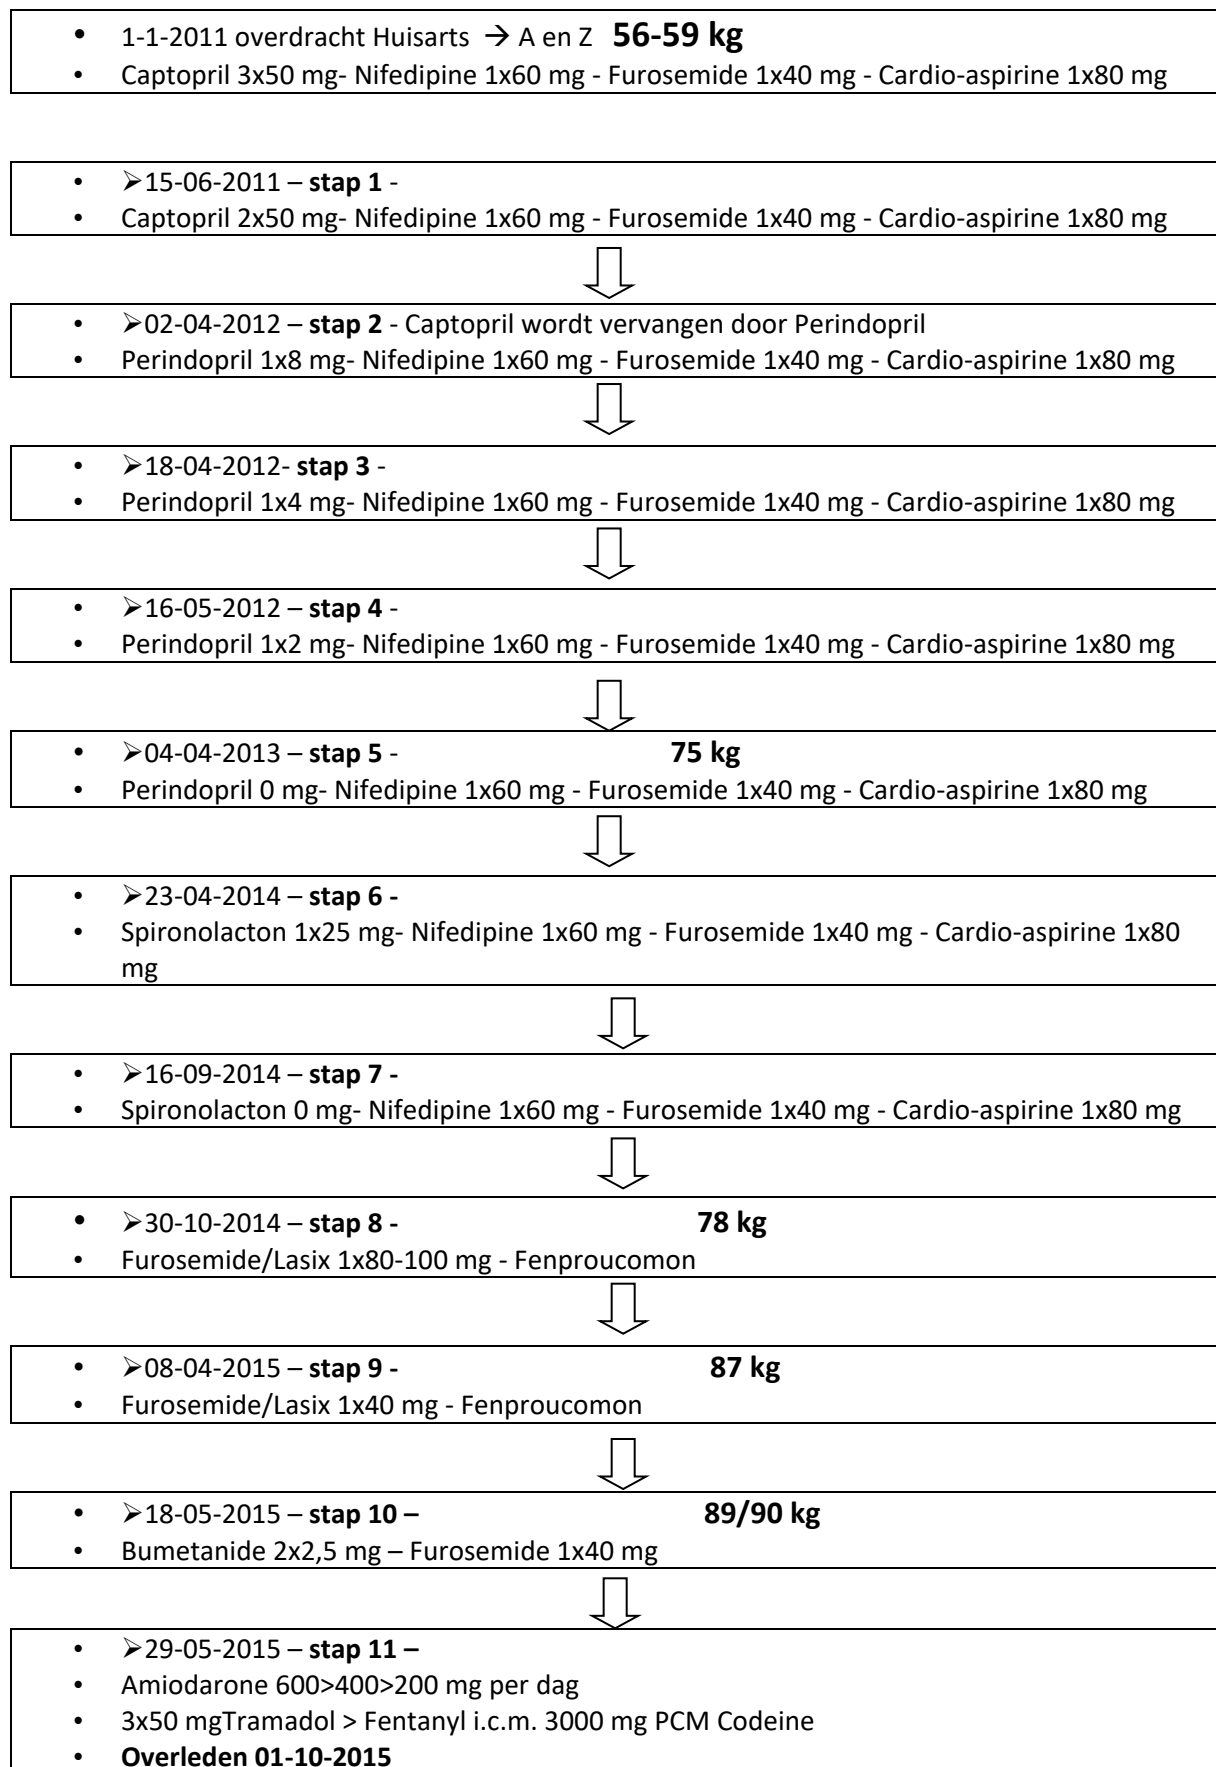 • 1-1-2011 overdracht Huisarts → A en Z 56-59 kg
• Captopril 3x50 mg- Nifedipine 1x60 mg - Furosemide 1x40 mg - Cardio-aspirine 1x80 mg
• ➢15-06-2011 – stap 1 -
• Captopril 2x50 mg- Nifedipine 1x60 mg - Furosemide 1x40 mg - Cardio-aspirine 1x80 mg
• ➢02-04-2012 – stap 2 - Captopril wordt vervangen door Perindopril
• Perindopril 1x8 mg- Nifedipine 1x60 mg - Furosemide 1x40 mg - Cardio-aspirine 1x80 mg
• ➢18-04-2012- stap 3 -
• Perindopril 1x4 mg- Nifedipine 1x60 mg - Furosemide 1x40 mg - Cardio-aspirine 1x80 mg
• ➢16-05-2012 – stap 4 -
• Perindopril 1x2 mg- Nifedipine 1x60 mg - Furosemide 1x40 mg - Cardio-aspirine 1x80 mg
• ➢04-04-2013 – stap 5 - 75 kg
• Perindopril 0 mg- Nifedipine 1x60 mg - Furosemide 1x40 mg - Cardio-aspirine 1x80 mg
• ➢23-04-2014 – stap 6 -
• Spironolacton 1x25 mg- Nifedipine 1x60 mg - Furosemide 1x40 mg - Cardio-aspirine 1x80
mg
• ➢16-09-2014 – stap 7 -
• Spironolacton 0 mg- Nifedipine 1x60 mg - Furosemide 1x40 mg - Cardio-aspirine 1x80 mg
• ➢30-10-2014 – stap 8 - 78 kg
• Furosemide/Lasix 1x80-100 mg - Fenproucomon
• ➢08-04-2015 – stap 9 - 87 kg
• Furosemide/Lasix 1x40 mg - Fenproucomon
• ➢18-05-2015 – stap 10 – 89/90 kg
• Bumetanide 2x2,5 mg – Furosemide 1x40 mg
• ➢29-05-2015 – stap 11 –
• Amiodarone 600>400>200 mg per dag
• 3x50 mgTramadol > Fentanyl i.c.m. 3000 mg PCM Codeine
• Overleden 01-10-2015